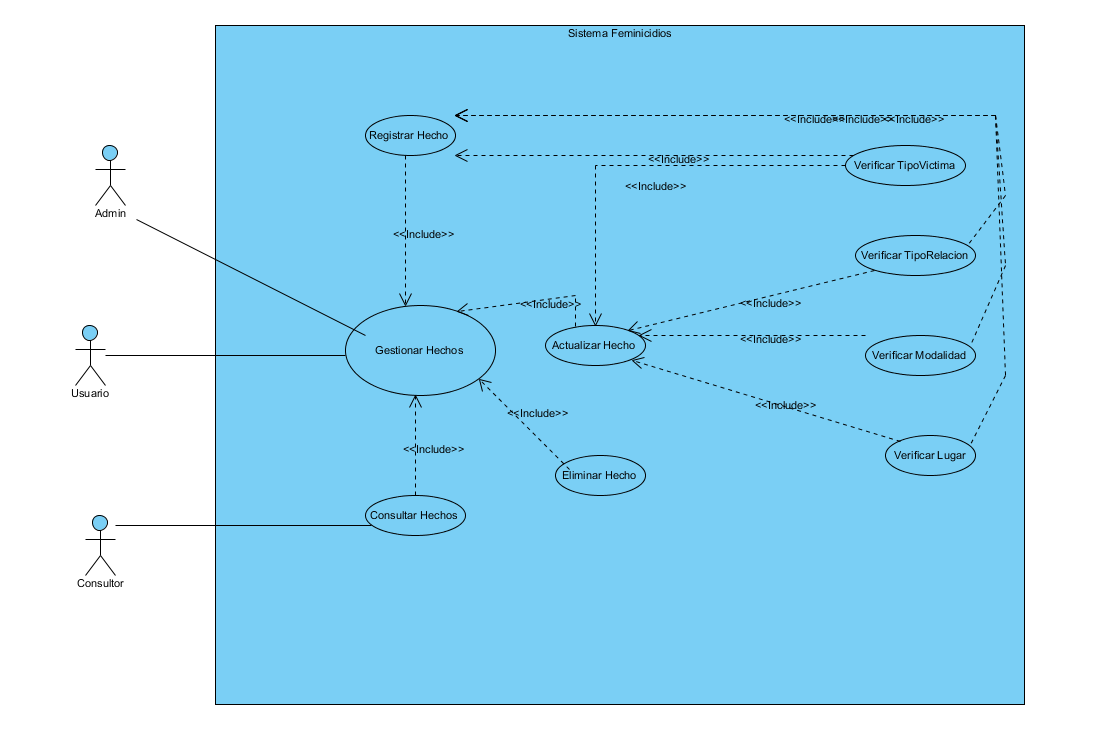 Sistema Feminicidios
<<Include>>
<<Include>>
<<Include>>
Registrar Hecho
<<Include>>
Verificar TipoVictima
<<Include>>
Admin
<<Include>>
Verificar TipoRelacion
<<Include>>
<<Include>>
Gestionar Hechos
Actualizar Hecho
<<Include>>
Verificar Modalidad
Usuario
<<Include>>
<<Include>>
<<Include>>
Verificar Lugar
Eliminar Hecho
Consultar Hechos
Consultor